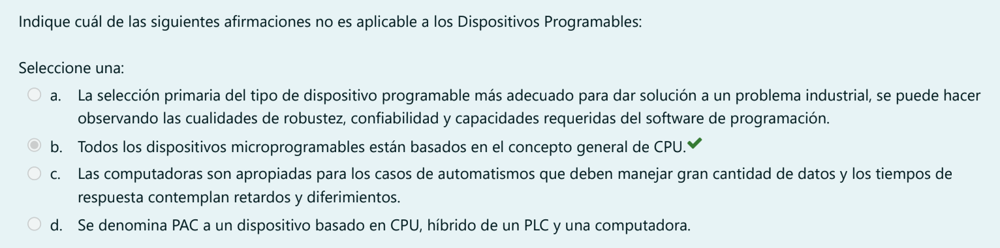 Indique cuál de las siguientes afirmaciones no es aplicable a los Dispositivos Programables:
Seleccione una:
a. La selección primaria del tipo de dispositivo programable más adecuado para dar solución a un problema industrial, se puede hacer
observando las cualidades de robustez, confiabilidad y capacidades requeridas del software de programación.
b. Todos los dispositivos microprogramables están basados en el concepto general de CPU.
c. Las computadoras son apropiadas para los casos de automatismos que deben manejar gran cantidad de datos y los tiempos de
respuesta contemplan retardos y diferimientos.
d. Se denomina PAC a un dispositivo basado en CPU, híbrido de un PLC y una computadora.